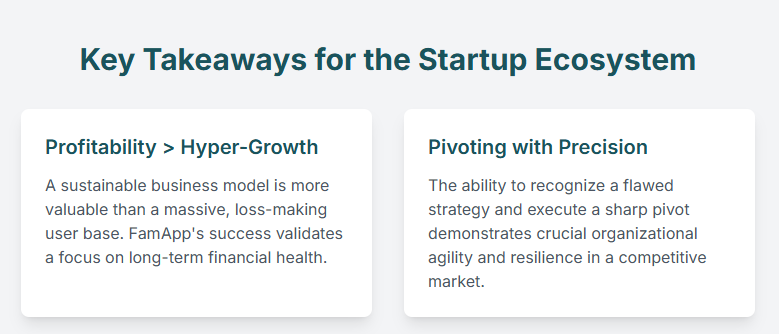 Key Takeaways for the Startup Ecosystem
Profitability > Hyper-Growth
A sustainable business model is more
valuable than a massive, loss-making
user base. FamApp's success validates
a focus on long-term financial health.
Pivoting with Precision
The ability to recognize a flawed
strategy and execute a sharp pivot
demonstrates crucial organizational
agility and resilience in a competitive
market.